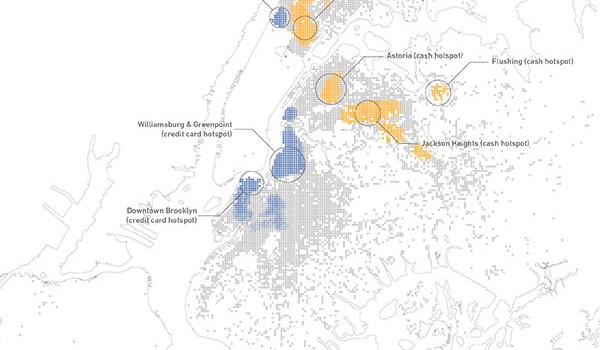 Astoria (cash hotspot)
Flushing (cash hotspot)
Williamsburg & Greenpoint
(credit card hotspot)
Jackson Heights (cash hotspot)
Downtown Brooklyn
(credit card hotspot)